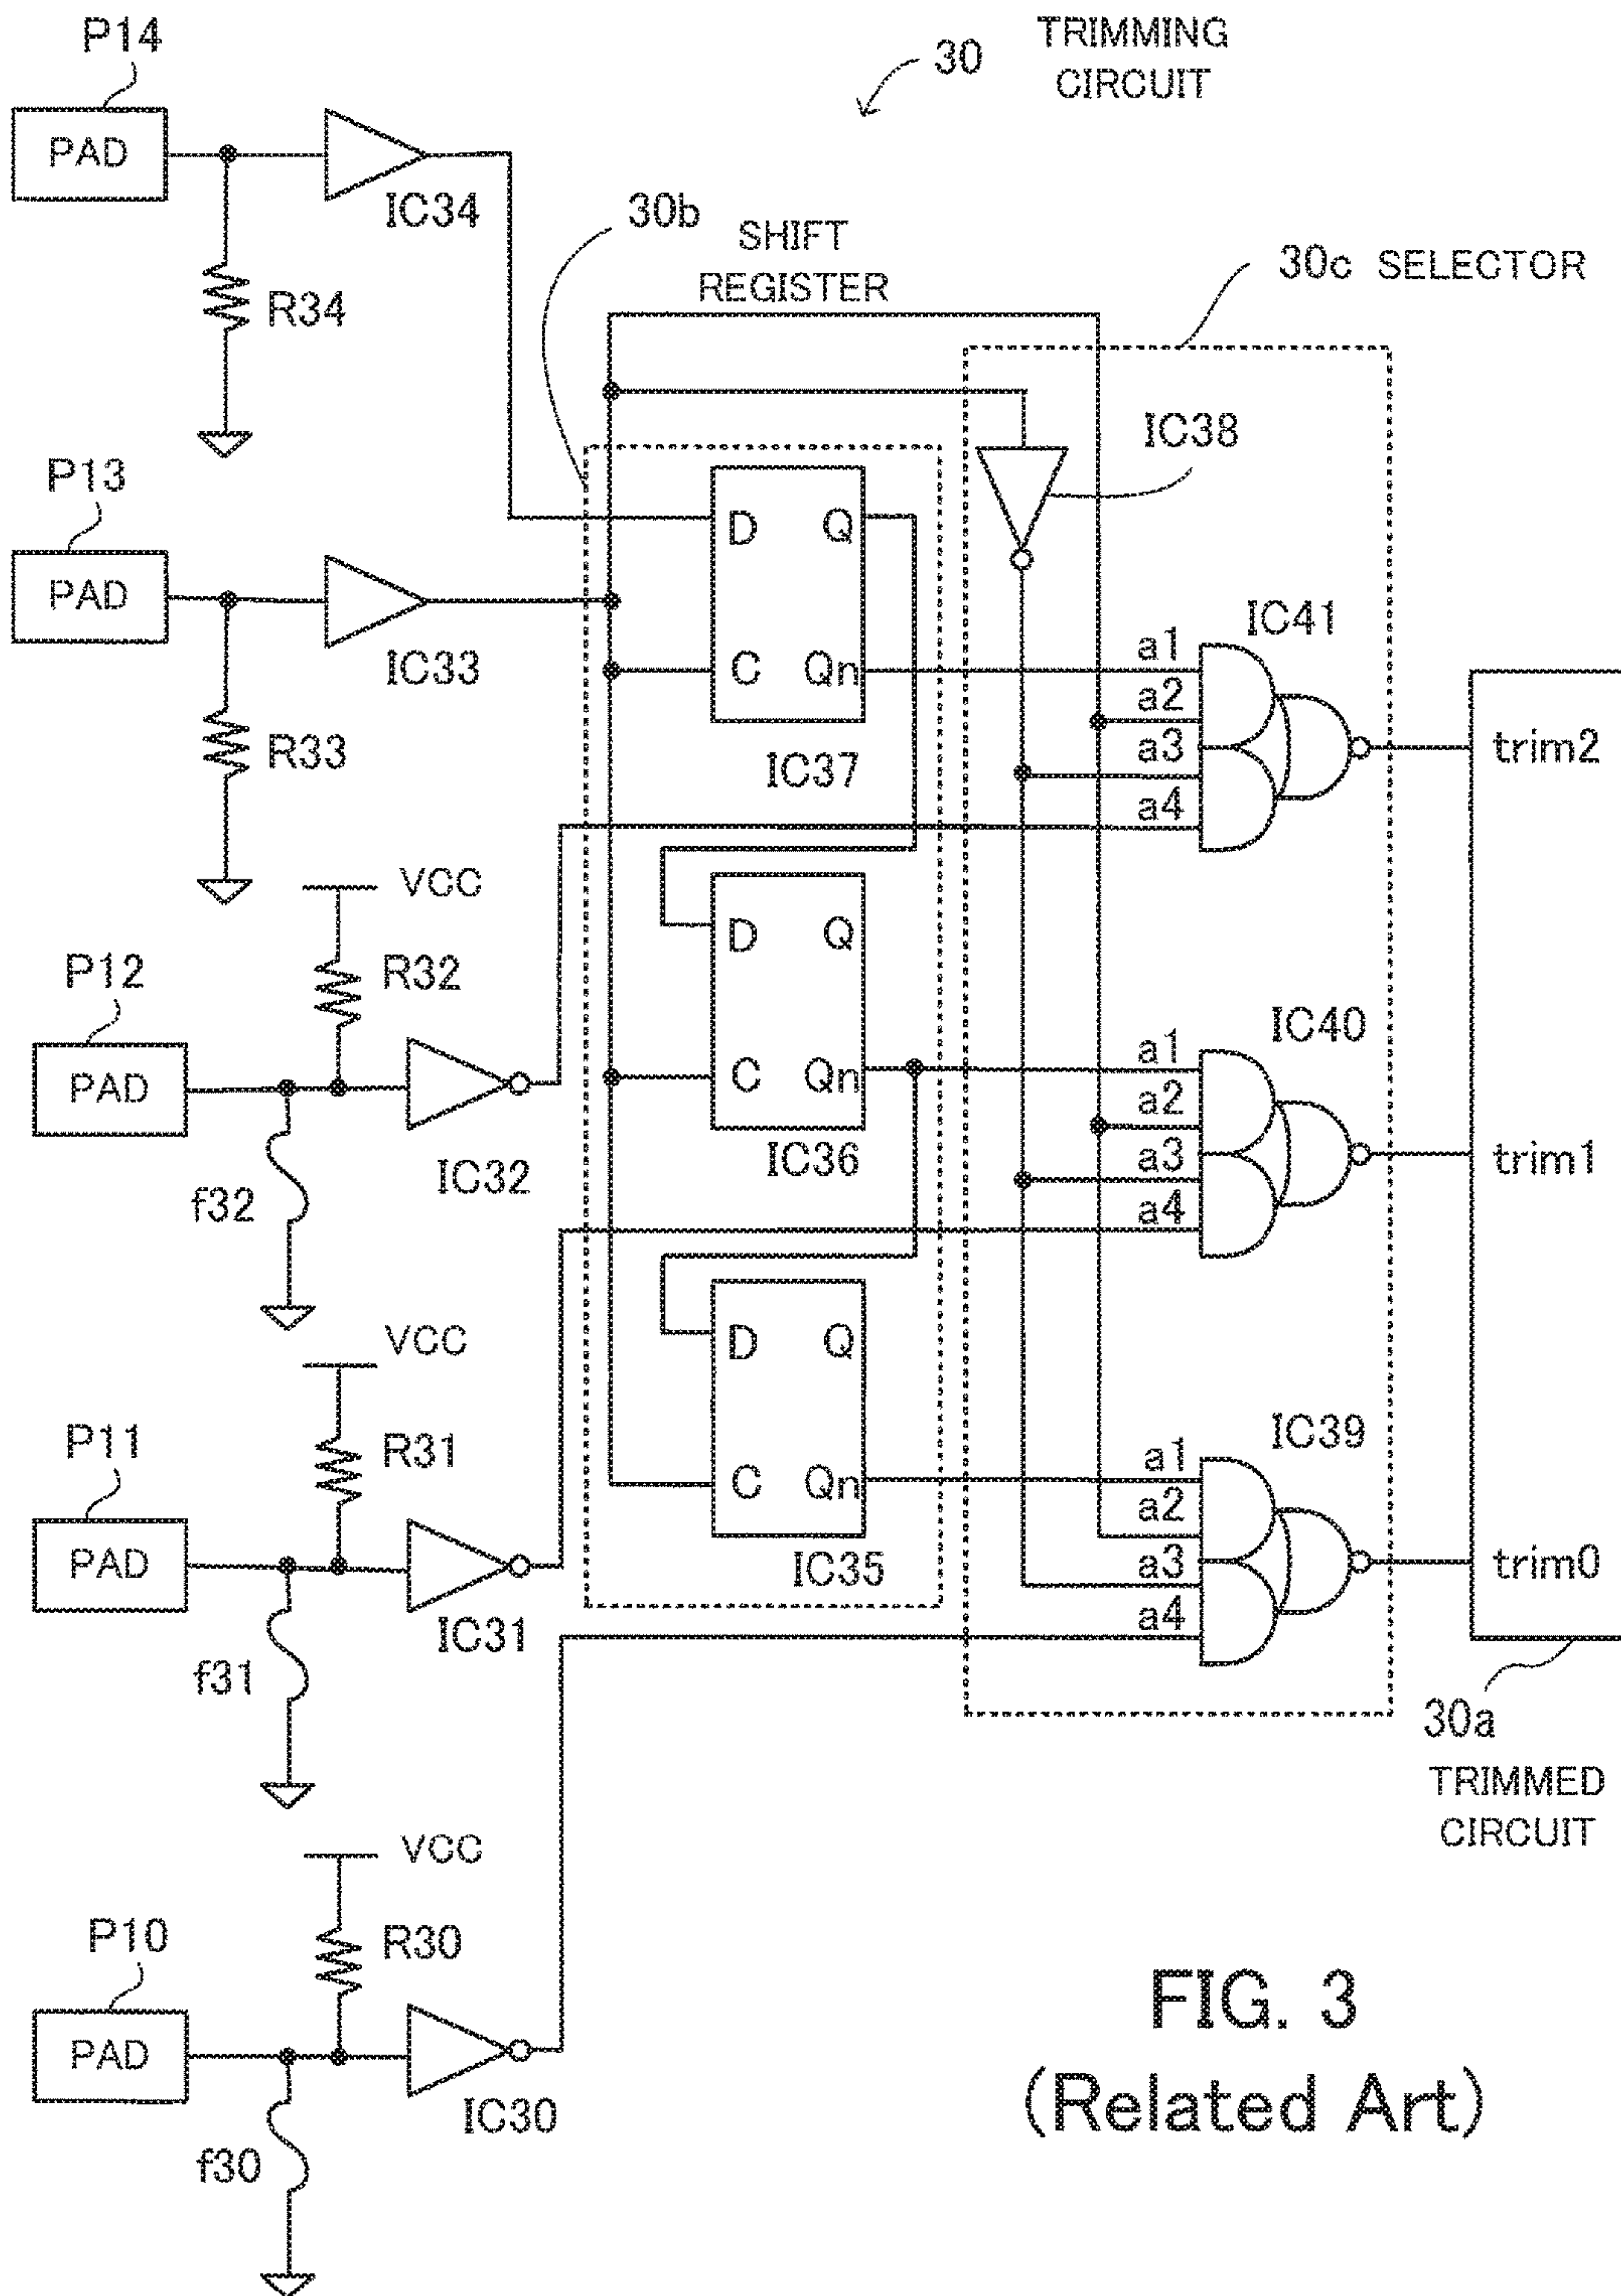 P14
30
TRIMMING
CIRCUIT
PAD
IC34
30b
SHIFT
REGISTER
30c SELECTOR
R34
IC38
P13
D Q
PAD
IC33
C Qn
IC37
a1
a2
a3
a4
IC41
trim2
R33
VCC
R32
D Q
P12
PAD
IC32
C Qn
IC36
a1
a2
a3
a4
IC40
trim1
f32
VCC
R31
D Q
P11
PAD
IC31
C Qn
IC35
a1
a2
a3
a4
IC39
trim0
f31
30a
TRIMMED
CIRCUIT
VCC
R30
P10
PAD
IC30
f30
FIG. 3
(Related Art)